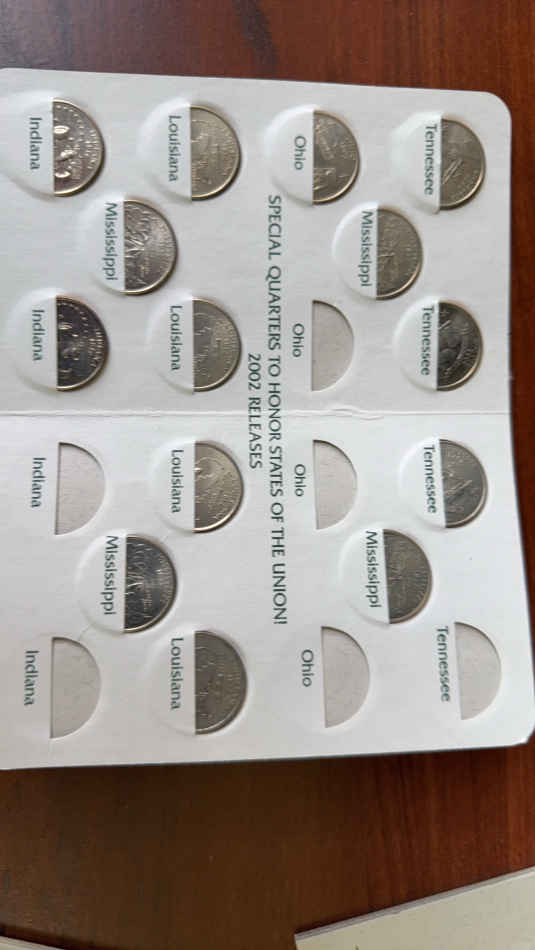 Tennessee Tennessee Tennessee Tennessee
Mississippi Mississippi
Ohio Ohio Ohio Ohio
SPECIAL QUARTERS TO HONOR STATES OF THE UNION!
2002 RELEASES
Louisiana Louisiana Louisiana Louisiana
Mississippi Mississippi
Indiana Indiana Indiana Indiana